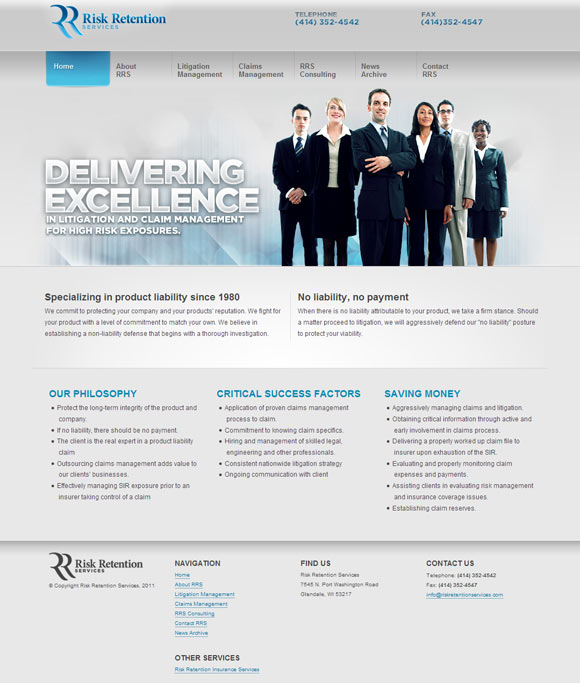 Risk Retention
SERVICES
TELEPHONE
(414) 352-4542
FAX
(414)352-4547
Home
About
RRS
Litigation
Management
Claims
Management
RRS
Consulting
News
Archive
Contact
RRS
DELIVERING
EXCELLENCE
IN LITIGATION AND CLAIM MANAGEMENT
FOR HIGH RISK EXPOSURES.
Specializing in product liability since 1980
We commit to protecting your company and your products' reputation. We fight for
your product with a level of commitment to match your own. We believe in
establishing a non-liability defense that begins with a thorough investigation.
No liability, no payment
When there is no liability attributable to your product, we take a firm stance. Should
a matter proceed to litigation, we will aggressively defend our "no liability" posture
to protect your viability.
OUR PHILOSOPHY
• Protect the long-term integrity of the product and
company.
• If no liability, there should be no payment.
• The client is the real expert in a product liability
claim
• Outsourcing claims management adds value to
our clients' businesses.
• Effectively managing SIR exposure prior to an
insurer taking control of a claim
CRITICAL SUCCESS FACTORS
• Application of proven claims management
process to claim.
• Commitment to knowing claim specifics.
• Hiring and management of skilled legal,
engineering and other professionals.
• Consistent nationwide litigation strategy
• Ongoing communication with client
SAVING MONEY
• Aggressively managing claims and litigation.
• Obtaining critical information through active and
early involvement in claims process.
• Delivering a properly worked up claim file to
insurer upon exhaustion of the SIR.
• Evaluating and properly monitoring claim
expenses and payments.
• Assisting clients in evaluating risk management
and insurance coverage issues.
• Establishing claim reserves.
Risk Retention
SERVICES
© Copyright Risk Retention Services, 2011
NAVIGATION
Home
About RRS
Litigation Management
Claims Management
RRS Consulting
Contact RRS
News Archive
OTHER SERVICES
Risk Retention Insurance Services
FIND US
Risk Retention Services
7545 N. Port Washington Road
Glendale, WI 53217
CONTACT US
Telephone: (414) 352-4542
Fax: (414) 352-4547
info@riskretentionservices.com